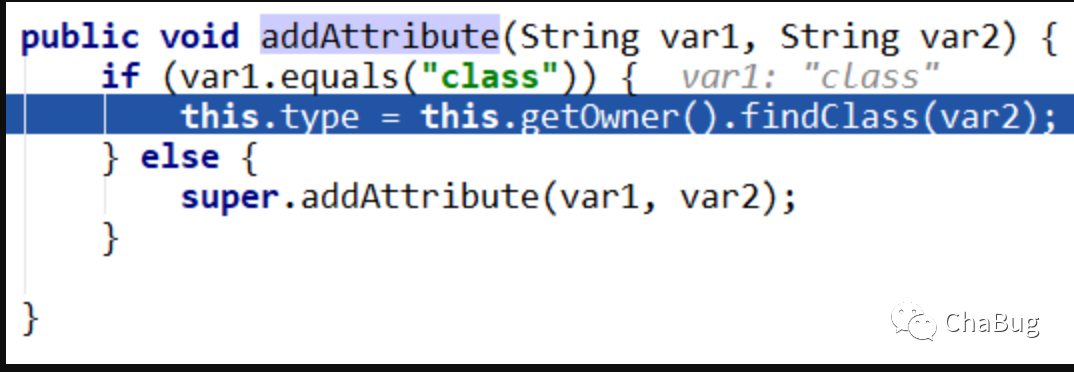 public void addAttribute(String var1, String var2) {
if (var1.equals("class")) { var1: "class"
this.type = this.getOwner().findClass(var2);
} else {
super.addAttribute(var1, var2);
}
}
ChaBug